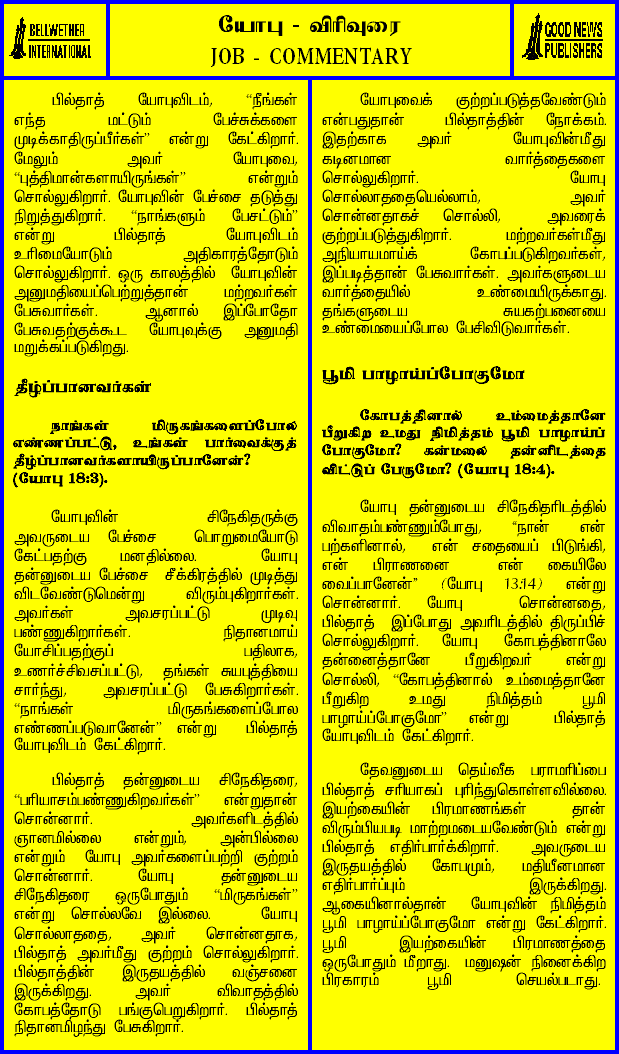 BELLWETHER
INTERNATIONAL
யோபு - விரிவுரை
JOB - COMMENTARY
GOOD NEWS
PUBLISHERS
பில்தாத் யோபுவிடம், “நீங்கள்
எந்த மட்டும் பேச்சுக்களை
முடிக்காதிருப்பீர்கள்” என்று கேட்கிறார்.
மேலும் அவர் யோபுவை,
“புத்திமான்களாயிருங்கள்” என்றும்
சொல்லுகிறார். யோபுவின் பேச்சை தடுத்து
நிறுத்துகிறார். “நாங்களும் பேசட்டும்”
என்று பில்தாத் யோபுவிடம்
உரிமையோடும் அதிகாரத்தோடும்
சொல்லுகிறார். ஒரு காலத்தில் யோபுவின்
அனுமதியைப்பெற்றுத்தான் மற்றவர்கள்
பேசுவார்கள். ஆனால் இப்போதோ
பேசுவதற்குக்கூட யோபுவுக்கு அனுமதி
மறுக்கப்படுகிறது.
தீழ்ப்பானவர்கள்
நாங்கள் மிருகங்களைப்போல்
எண்ணப்பட்டு, உங்கள் பார்வைக்குத்
தீழ்ப்பானவர்களாயிருப்பானேன்?
(யோபு 18:3).
யோபுவின் சிநேகிதருக்கு
அவருடைய பேச்சை பொறுமையோடு
கேட்பதற்கு மனதில்லை. யோபு
தன்னுடைய பேச்சை சீக்கிரத்தில் முடித்து
விடவேண்டுமென்று விரும்புகிறார்கள்.
அவர்கள் அவசரப்பட்டு முடிவு
பண்ணுகிறார்கள். நிதானமாய்
யோசிப்பதற்குப் பதிலாக,
உணர்ச்சிவசப்பட்டு, தங்கள் சுயபுத்தியை
சார்ந்து, அவசரப்பட்டு பேசுகிறார்கள்.
“நாங்கள் மிருகங்களைப்போல
எண்ணப்படுவானேன்” என்று பில்தாத்
யோபுவிடம் கேட்கிறார்.
பில்தாத் தன்னுடைய சிநேகிதரை,
“பரியாசம்பண்ணுகிறவர்கள்” என்றுதான்
சொன்னார். அவர்களிடத்தில்
ஞானமில்லை என்றும், அன்பில்லை
என்றும் யோபு அவர்களைப்பற்றி குற்றம்
சொன்னார். யோபு தன்னுடைய
சிநேகிதரை ஒருபோதும் “மிருகங்கள்”
என்று சொல்லவே இல்லை. யோபு
சொல்லாததை, அவர் சொன்னதாக,
பில்தாத் அவர்மீது குற்றம் சொல்லுகிறார்.
பில்தாத்தின் இருதயத்தில் வஞ்சனை
இருக்கிறது. அவர் விவாதத்தில்
கோபத்தோடு பங்குபெறுகிறார். பில்தாத்
நிதானமிழந்து பேசுகிறார்.
யோபுவைக் குற்றப்படுத்தவேண்டும்
என்பதுதான் பில்தாத்தின் நோக்கம்.
இதற்காக அவர் யோபுவின்மீது
கடினமான வார்த்தைகளை
சொல்லுகிறார். யோபு
சொல்லாததையெல்லாம், அவர்
சொன்னதாகச் சொல்லி, அவரைக்
குற்றப்படுத்துகிறார். மற்றவர்கள்மீது
அநியாயமாய்க் கோபப்படுகிறவர்கள்,
இப்படித்தான் பேசுவார்கள். அவர்களுடைய
வார்த்தையில் உண்மையிருக்காது.
தங்களுடைய சுயகற்பனையை
உண்மையைப்போல பேசிவிடுவார்கள்.
பூமி பாழாய்ப்போகுமோ
கோபத்தினால் உம்மைத்தானே
பீறுகிற உமது நிமித்தம் பூமி பாழாய்ப்
போகுமோ? கன்மலை தன்னிடத்தை
விட்டுப் பேருமோ? (யோபு 18:4).
யோபு தன்னுடைய சிநேகிதரிடத்தில்
விவாதம்பண்ணும்போது, “நான் என்
பற்களினால், என் சதையைப் பிடுங்கி,
என் பிராணனை என் கையிலே
வைப்பானேன்” (யோபு 13:14) என்று
சொன்னார். யோபு சொன்னதை,
பில்தாத் இப்போது அவரிடத்தில் திருப்பிச்
சொல்லுகிறார். யோபு கோபத்தினாலே
தன்னைத்தானே பீறுகிறவர் என்று
சொல்லி, “கோபத்தினால் உம்மைத்தானே
பீறுகிற உமது நிமித்தம் பூமி
பாழாய்ப்போகுமோ” என்று பில்தாத்
யோபுவிடம் கேட்கிறார்.
தேவனுடைய தெய்வீக பராமரிப்பை
பில்தாத் சரியாகப் புரிந்துகொள்ளவில்லை.
இயற்கையின் பிரமாணங்கள் தான்
விரும்பியபடி மாற்றமடையவேண்டும் என்று
பில்தாத் எதிர்பார்க்கிறார். அவருடைய
இருதயத்தில் கோபமும், மதியீனமான
எதிர்பார்ப்பும் இருக்கிறது.
ஆகையினால்தான் யோபுவின் நிமித்தம்
பூமி பாழாய்ப்போகுமோ என்று கேட்கிறார்.
பூமி இயற்கையின் பிரமாணத்தை
ஒருபோதும் மீறாது. மனுஷன் நினைக்கிற
பிரகாரம் பூமி செயல்படாது.